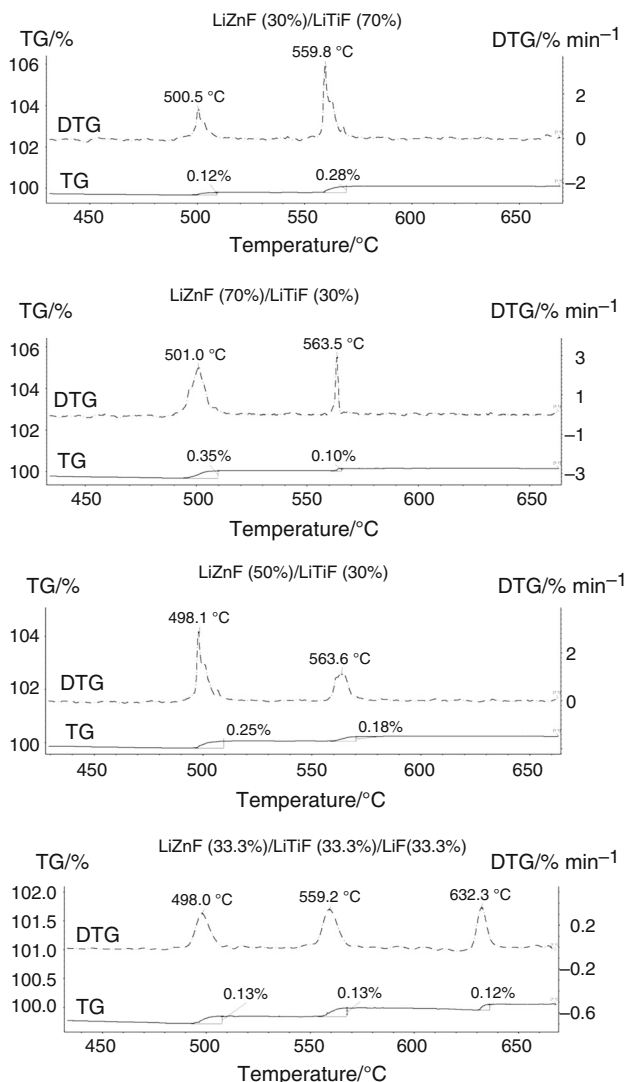 LiZnF (30%)/LiTiF (70%)
TG/%
DTG/% min−1
106
104
102
100
559.8 °C
500.5 °C
DTG
TG
0.12%
0.28%
2
0
−2
450 500 550 600 650
Temperature/°C
LiZnF (70%)/LiTiF (30%)
TG/%
DTG/% min−1
106
104
102
100
501.0 °C
563.5 °C
DTG
TG
0.35%
0.10%
3
1
−1
−3
450 500 550 600 650
Temperature/°C
LiZnF (50%)/LiTiF (30%)
TG/%
DTG/% min−1
104
102
100
498.1 °C
563.6 °C
DTG
TG
0.25%
0.18%
2
0
450 500 550 600 650
Temperature/°C
LiZnF (33.3%)/LiTiF (33.3%)/LiF(33.3%)
TG/%
DTG/% min−1
102.0
101.5
101.0
100.5
100.0
498.0 °C
559.2 °C
632.3 °C
DTG
TG
0.13%
0.13%
0.12%
0.2
−0.2
−0.6
450 500 550 600 650
Temperature/°C